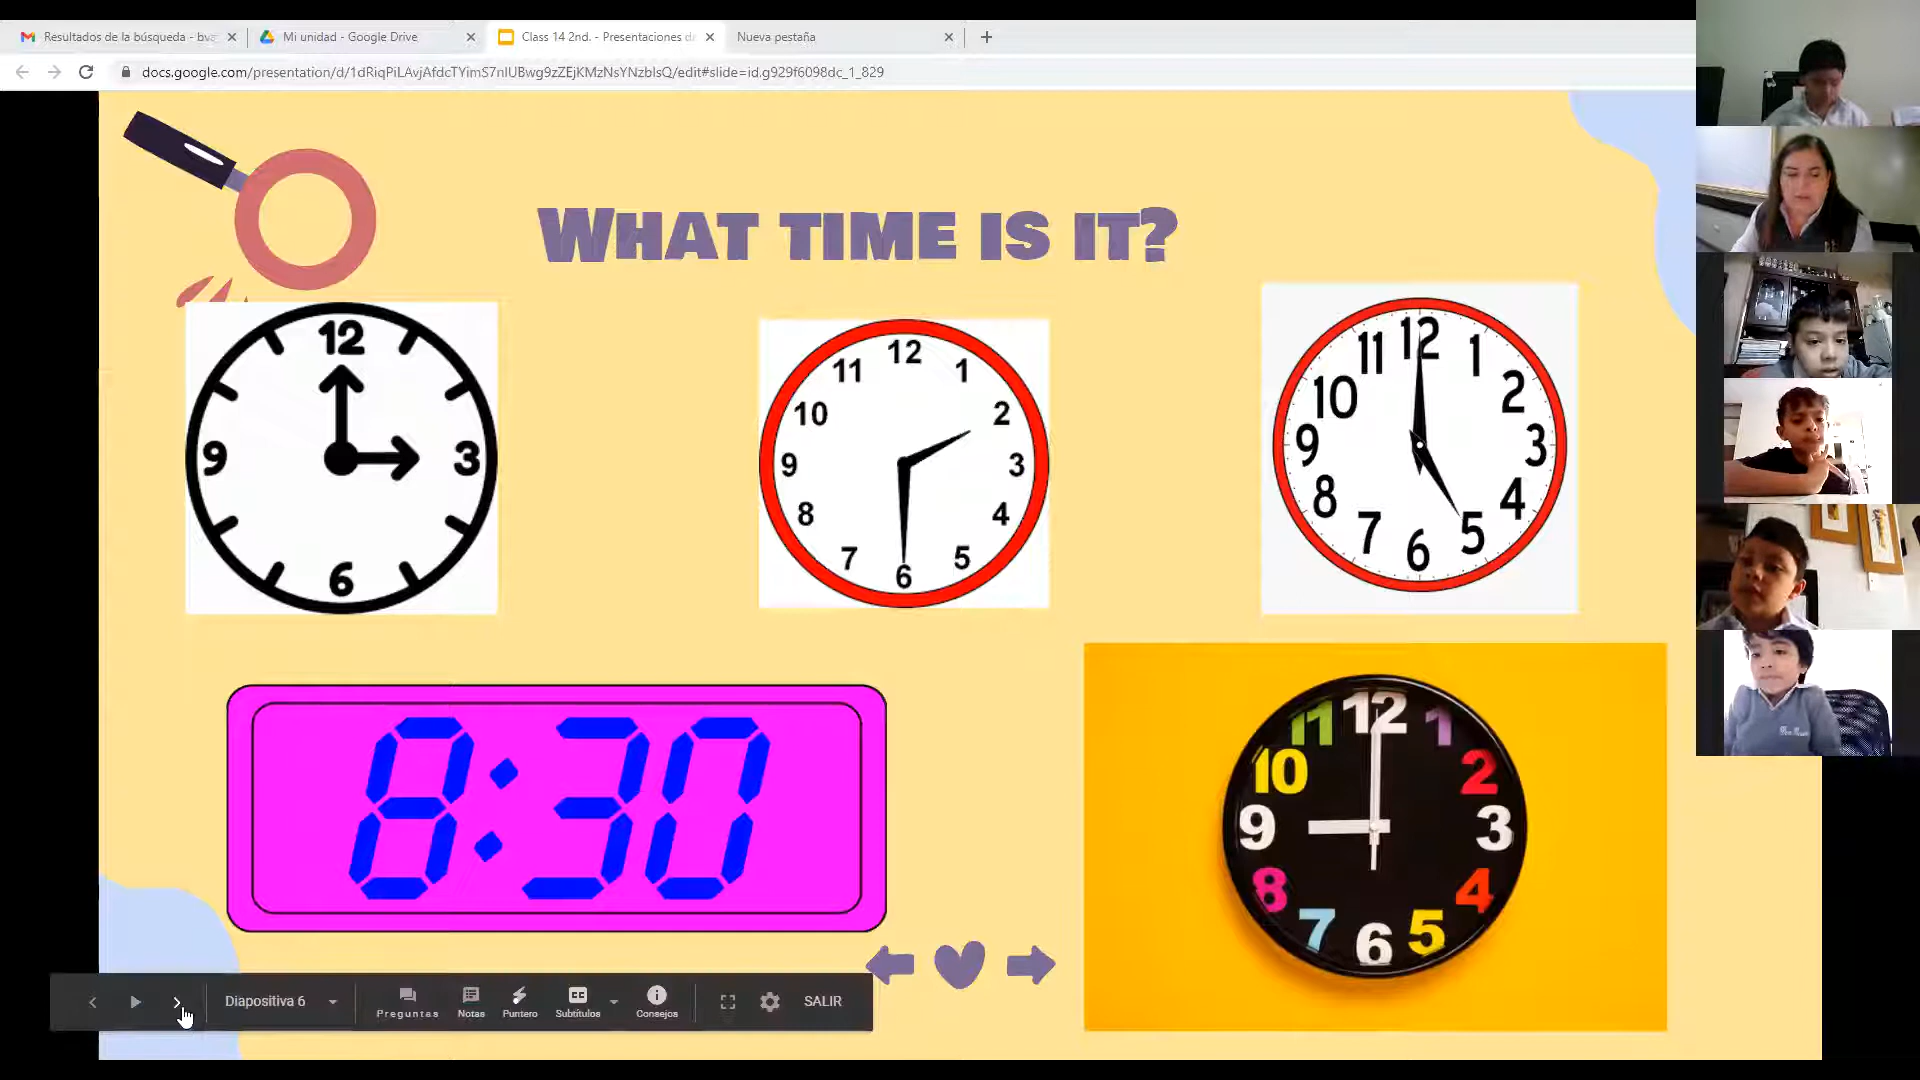 Resultados de la búsqueda - bva
Mi unidad - Google Drive
Class 14 2nd. - Presentaciones d
Nueva pestaña
docs.google.com/presentation/d/1dRiqPiLAvjAfdcTYimS7nIUBwg9zZEjKMzNsYNzbIsQ/edit#slide=id.g929f6098dc_1_829
WHAT TIME IS IT?
12
3
6
9
12
1
2
3
4
5
6
7
8
9
10
11
12
1
2
3
4
5
6
7
8
9
10
11
8:30
12
1
2
3
4
5
6
7
8
9
10
11
Diapositiva 6
Preguntas
Notas
Puntero
CC
Subtítulos
Consejos
SALIR